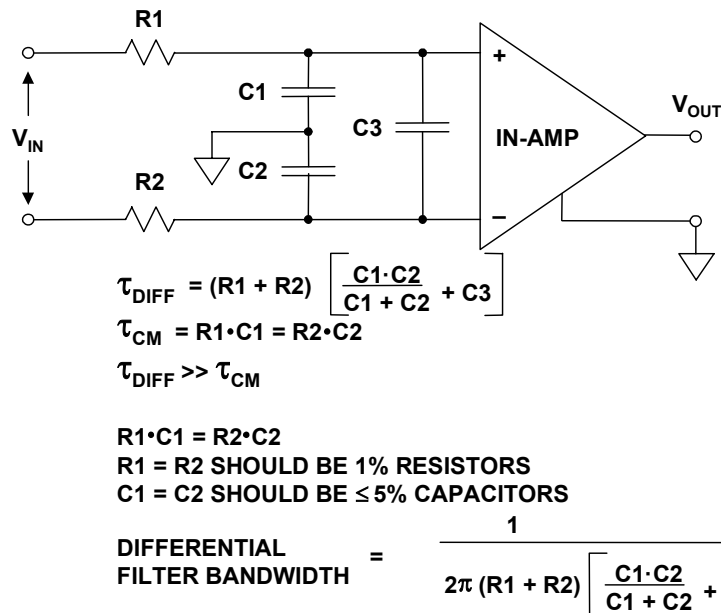 R1
C1
C3
+
V_OUT
V_IN
IN-AMP
C2
R2
–
τ_DIFF = (R1 + R2) [ C1·C2 / C1 + C2 + C3 ]
τ_CM = R1•C1 = R2•C2
τ_DIFF >> τ_CM
R1•C1 = R2•C2
R1 = R2 SHOULD BE 1% RESISTORS
C1 = C2 SHOULD BE ≤ 5% CAPACITORS
DIFFERENTIAL
FILTER BANDWIDTH
= 1 / 2π (R1 + R2) [ C1·C2 / C1 + C2 +